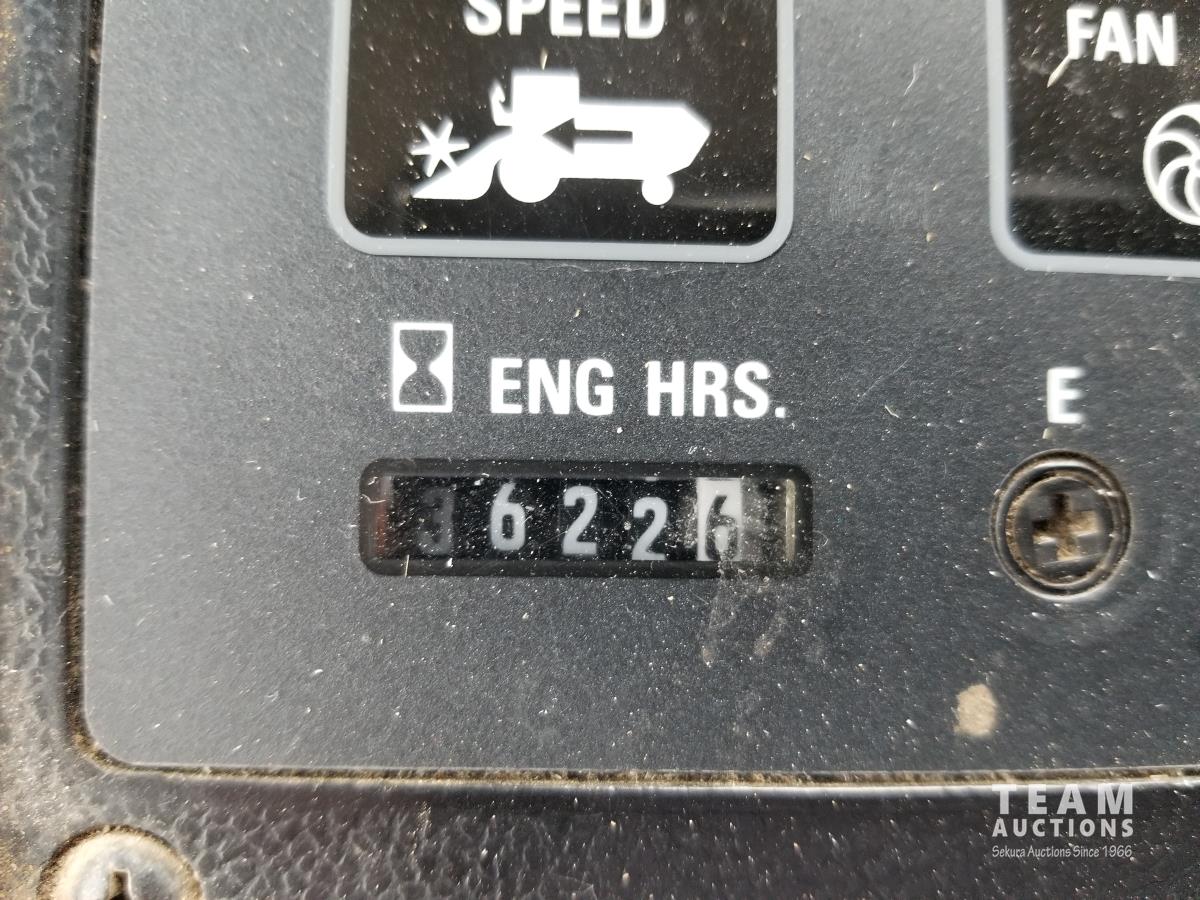 SPEED
FAN
ENG HRS.
E
36226
TEAM
AUCTIONS
Sekura Auctions Since 1966